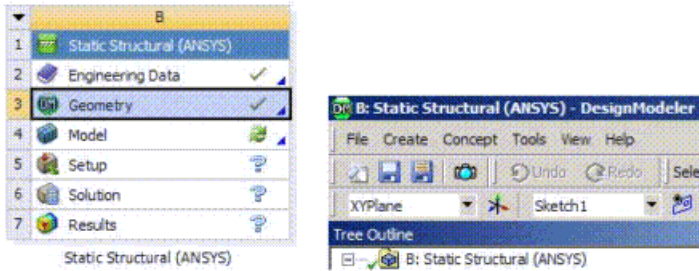 B
1 Static Structural (ANSYS)
2 Engineering Data
3 Geometry
4 Model
5 Setup
6 Solution
7 Results
Static Structural (ANSYS)
B: Static Structural (ANSYS) - DesignModeler
File Create Concept Tools View Help
Undo Redo Sele
XYPlane Sketch1
Tree Outline
B: Static Structural (ANSYS)